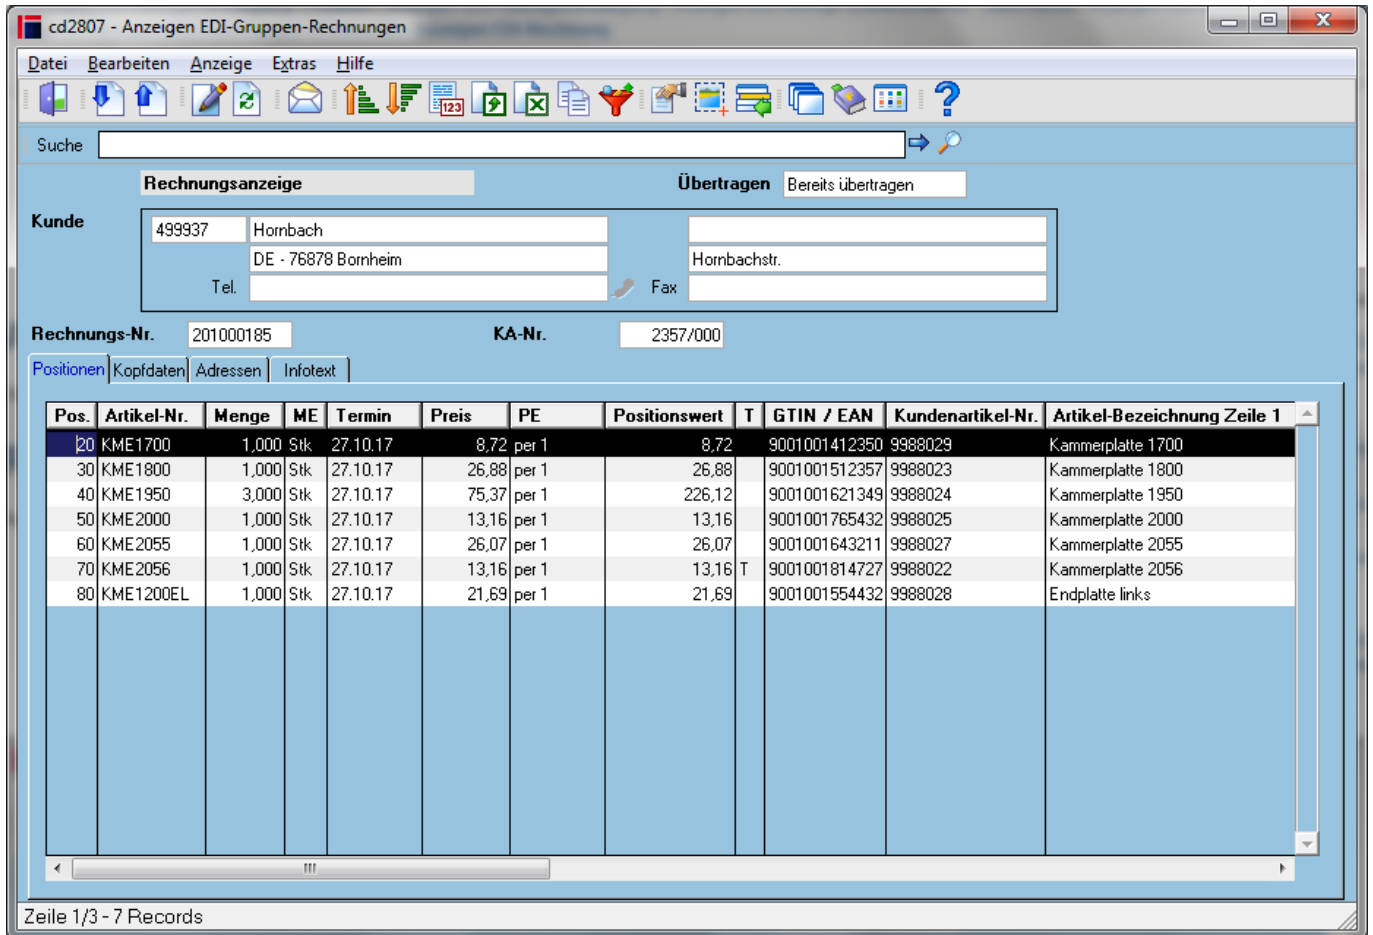 cd2807 - Anzeigen EDI-Gruppen-Rechnungen
Datei Bearbeiten Anzeige Extras Hilfe
123
Suche
Rechnungsanzeige Übertragen Bereits übertragen
Kunde 499937 Hornbach
DE - 76878 Bornheim Hornbachstr.
Tel. Fax
Rechnungs-Nr. 201000185 KA-Nr. 2357/000
Positionen Kopfdaten Adressen Infotext
Pos. Artikel-Nr. Menge ME Termin Preis PE Positionswert T GTIN / EAN Kundenartikel-Nr. Artikel-Bezeichnung Zeile 1
20 KME1700 1,000 Stk 27.10.17 8,72 per 1 8,72 9001001412350 9988029 Kammerplatte 1700
30 KME1800 1,000 Stk 27.10.17 26,88 per 1 26,88 9001001512357 9988023 Kammerplatte 1800
40 KME1950 3,000 Stk 27.10.17 75,37 per 1 226,12 9001001621349 9988024 Kammerplatte 1950
50 KME2000 1,000 Stk 27.10.17 13,16 per 1 13,16 9001001765432 9988025 Kammerplatte 2000
60 KME2055 1,000 Stk 27.10.17 26,07 per 1 26,07 9001001643211 9988027 Kammerplatte 2055
70 KME2056 1,000 Stk 27.10.17 13,16 per 1 13,16 T 9001001814727 9988022 Kammerplatte 2056
80 KME1200EL 1,000 Stk 27.10.17 21,69 per 1 21,69 9001001554432 9988028 Endplatte links
Zeile 1/3 - 7 Records